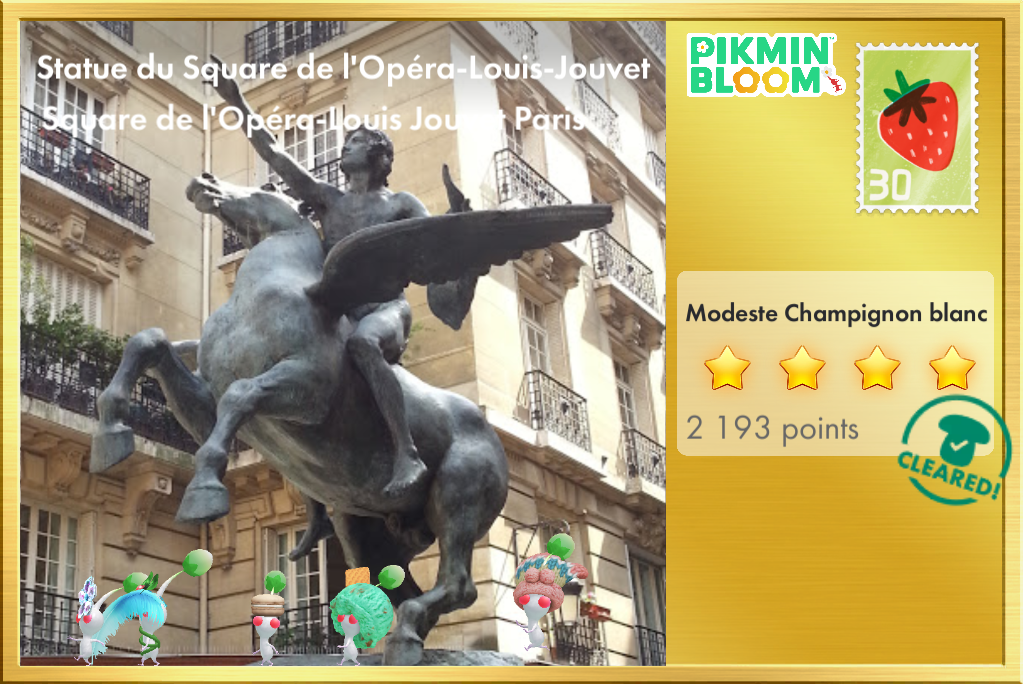 Statue du Square de l'Opéra-Louis-Jouvet
Square de l'Opéra-Louis Jouvet Paris
PIKMIN
BLOOM
30
Modeste Champignon blanc
2 193 points
CLEARED!